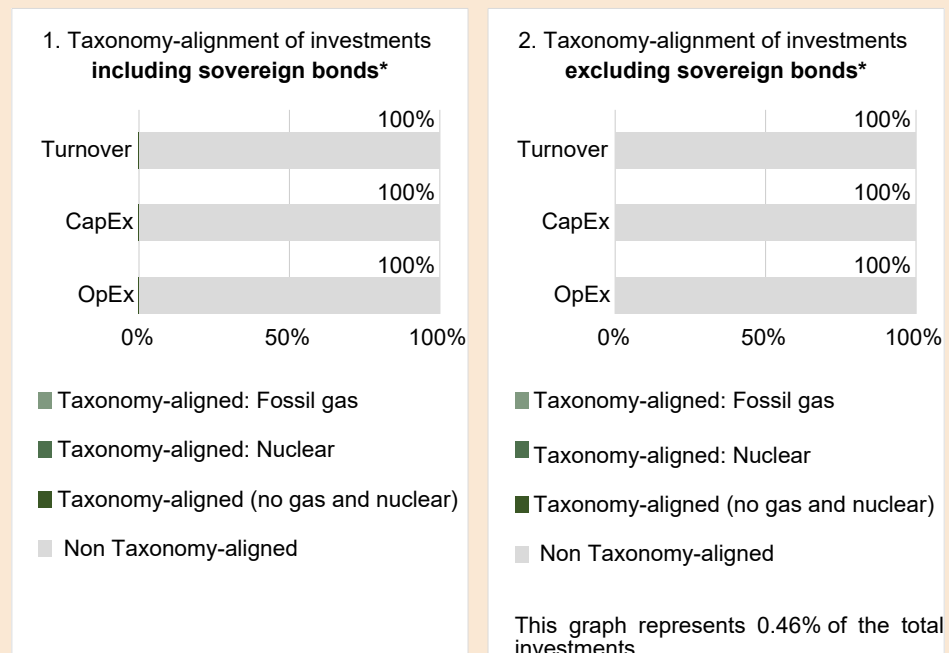 1. Taxonomy-alignment of investments
including sovereign bonds*
100%
Turnover
100%
CapEx
100%
OpEx
0% 50% 100%
Taxonomy-aligned: Fossil gas
Taxonomy-aligned: Nuclear
Taxonomy-aligned (no gas and nuclear)
Non Taxonomy-aligned
2. Taxonomy-alignment of investments
excluding sovereign bonds*
100%
Turnover
100%
CapEx
100%
OpEx
0% 50% 100%
Taxonomy-aligned: Fossil gas
Taxonomy-aligned: Nuclear
Taxonomy-aligned (no gas and nuclear)
Non Taxonomy-aligned
This graph represents 0.46% of the total
investments